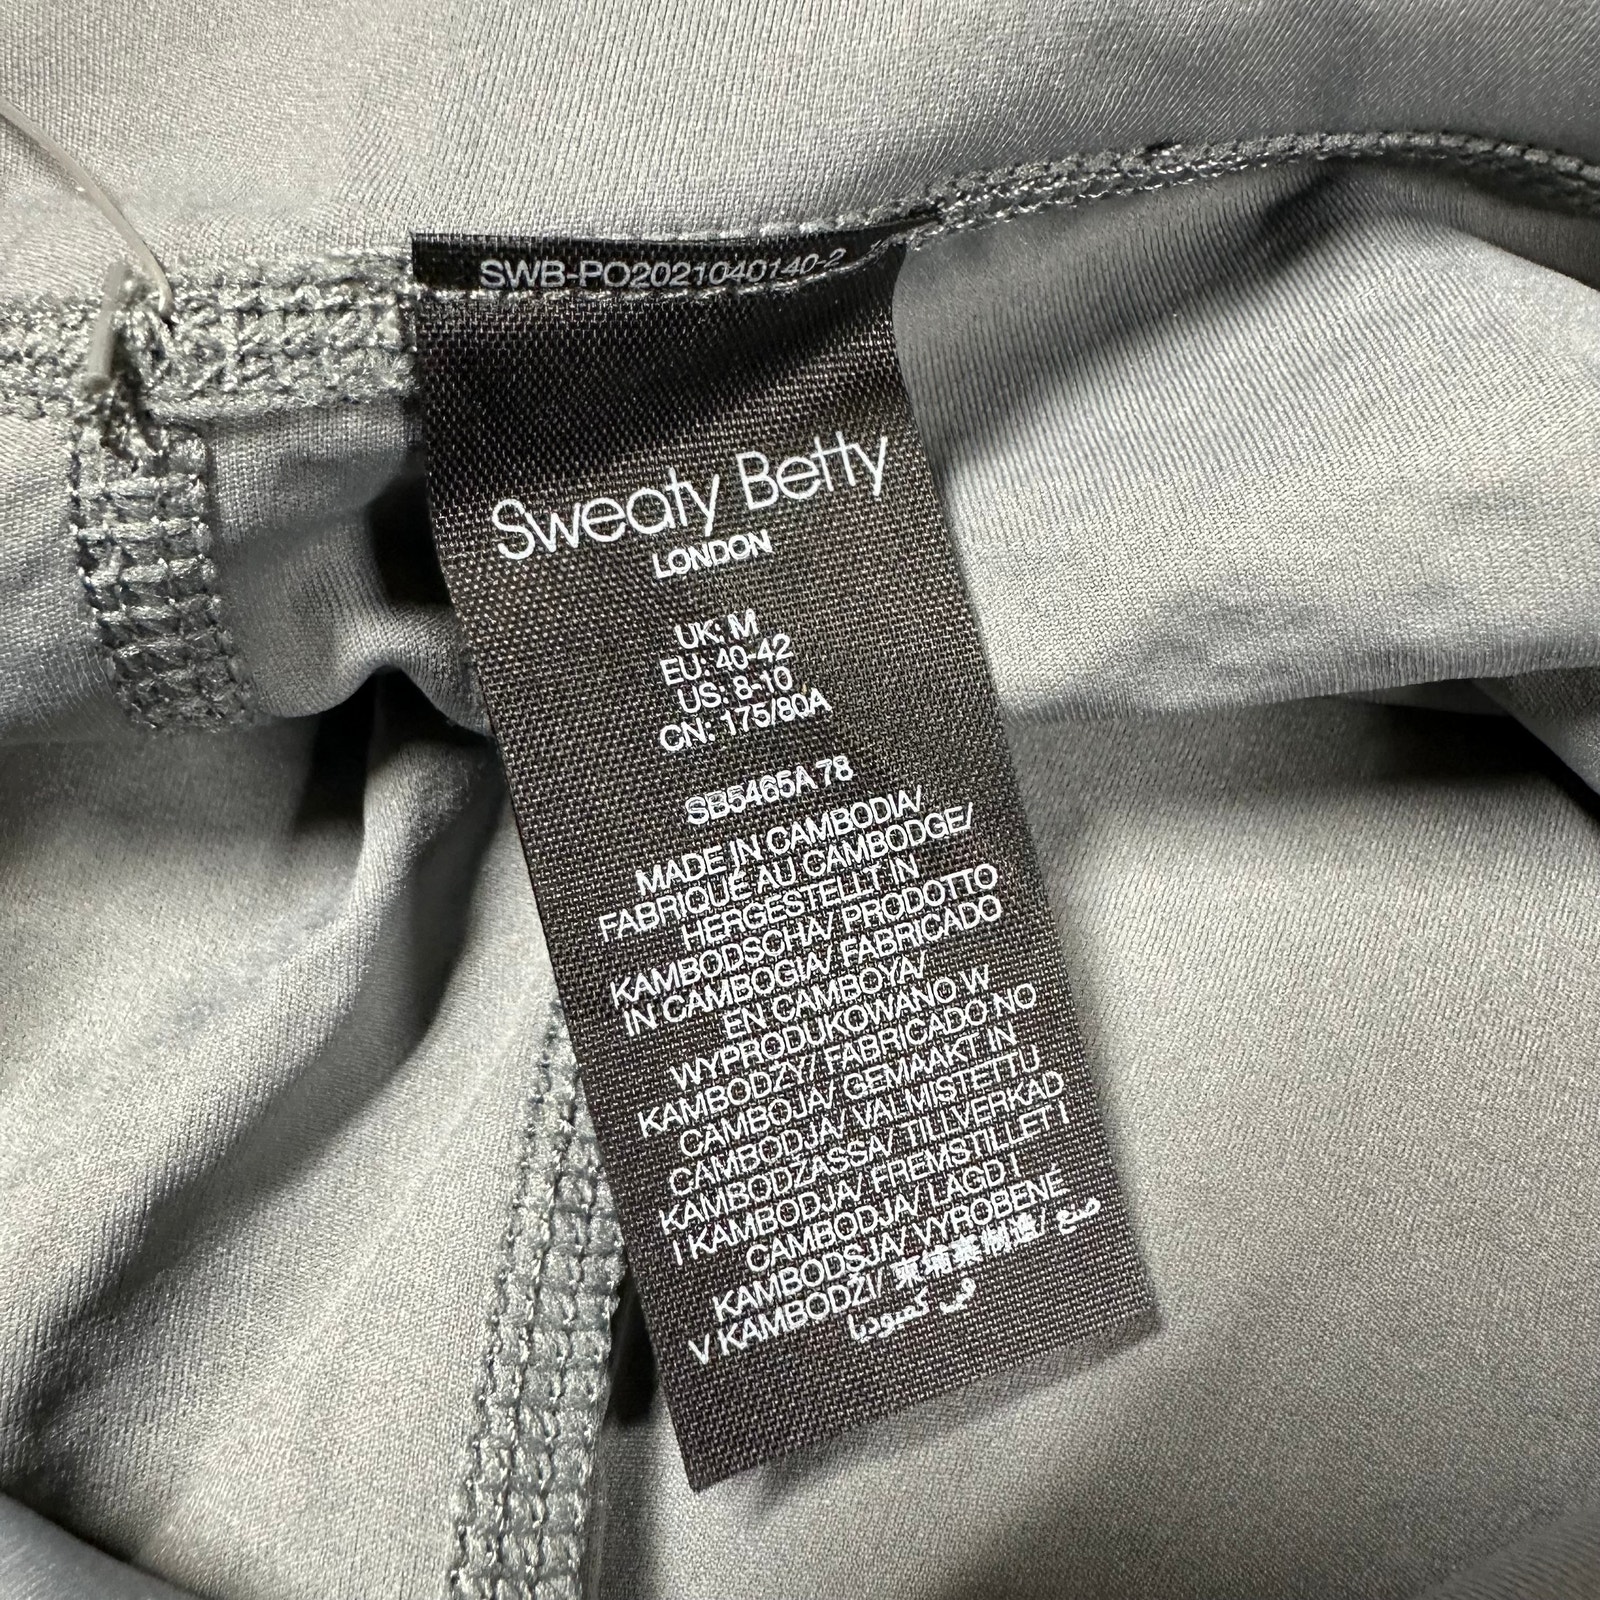 SWB-PO2021040140-2
Sweaty Betty
LONDON
UK: M
EU: 40-42
US: 8-10
CN: 175/80A
SB5465A 78
MADE IN CAMBODIA/
FABRIQUÉ AU CAMBODGE/
HERGESTELLT IN
KAMBODSCHA/ PRODOTTO
IN CAMBOGIA/ FABRICADO
EN CAMBOYA/
WYPRODUKOWANO W
KAMBODŻY/ FABRICADO NO
CAMBOJA/ GEMAAKT IN
CAMBODJA/ VALMISTETTU
KAMBODŽASSA/ TILLVERKAD
I KAMBODJA/ FREMSTILLET I
CAMBODJA/ LAGD I
KAMBODSJA/ VYROBENÉ
V KAMBODŽI/ 柬埔寨制造/ صنع
في كمبوديا